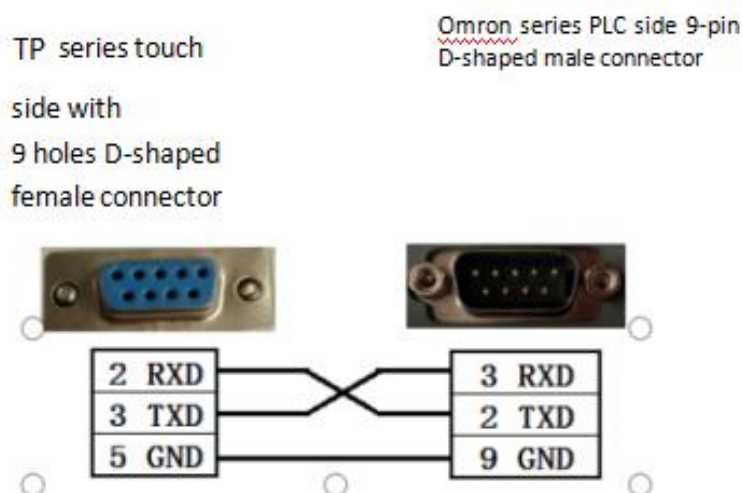 TP series touch
side with
9 holes D-shaped
female connector
Omron series PLC side 9-pin
D-shaped male connector
2 RXD
3 TXD
5 GND
3 RXD
2 TXD
9 GND